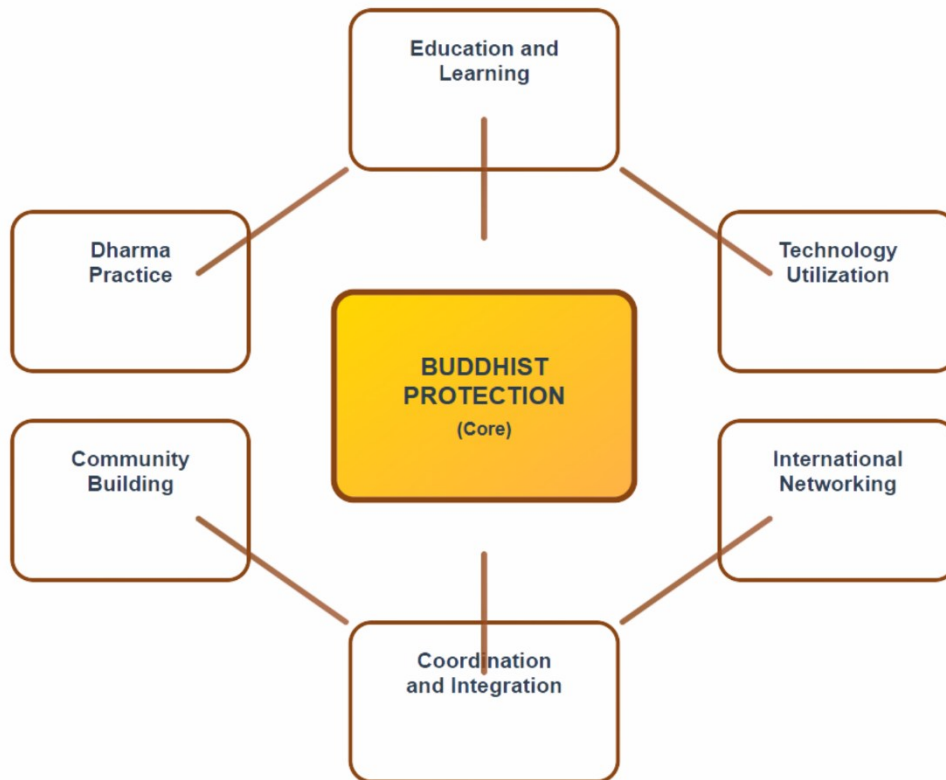 Education and
Learning
Dharma
Practice
Technology
Utilization
BUDDHIST
PROTECTION
(Core)
Community
Building
International
Networking
Coordination
and Integration